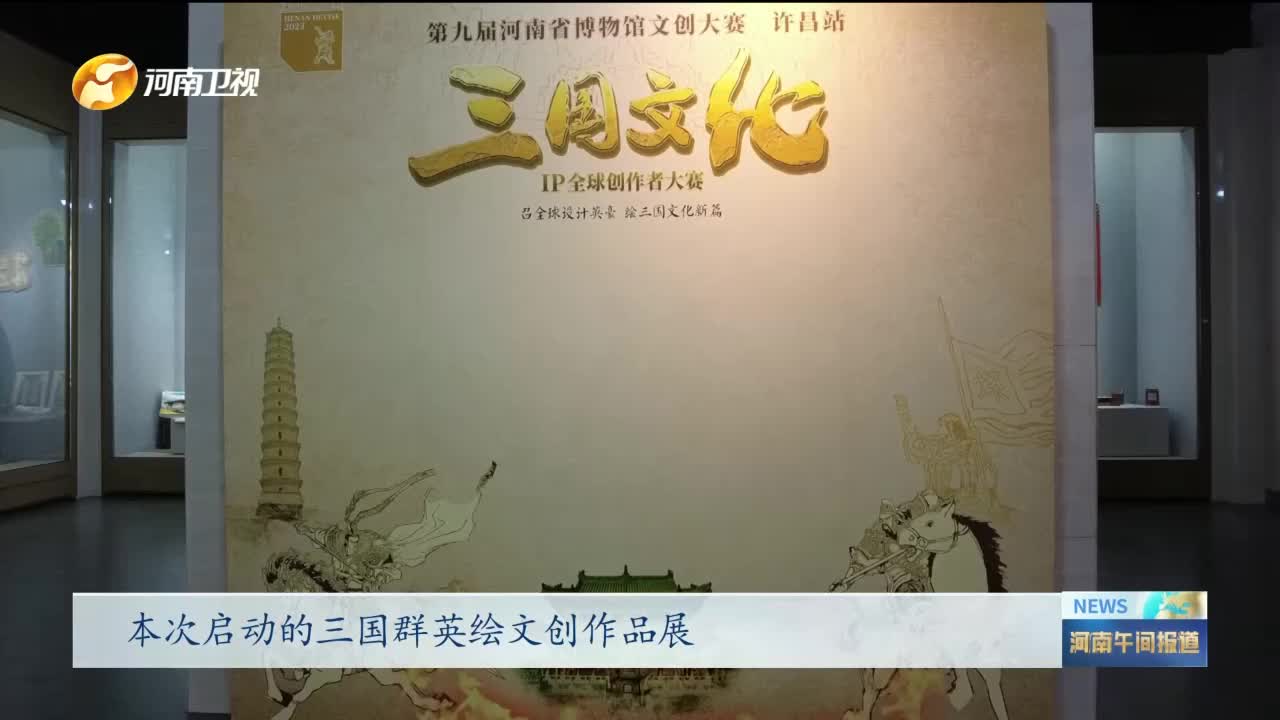 HENAN DECIA
2023
第九届河南省博物馆文创大赛 许昌站
河南卫视
三国文化
IP全球创作者大赛
召全球设计英豪 绘三国文化新篇
本次启动的三国群英绘文创作品展
NEWS
河南午间报道